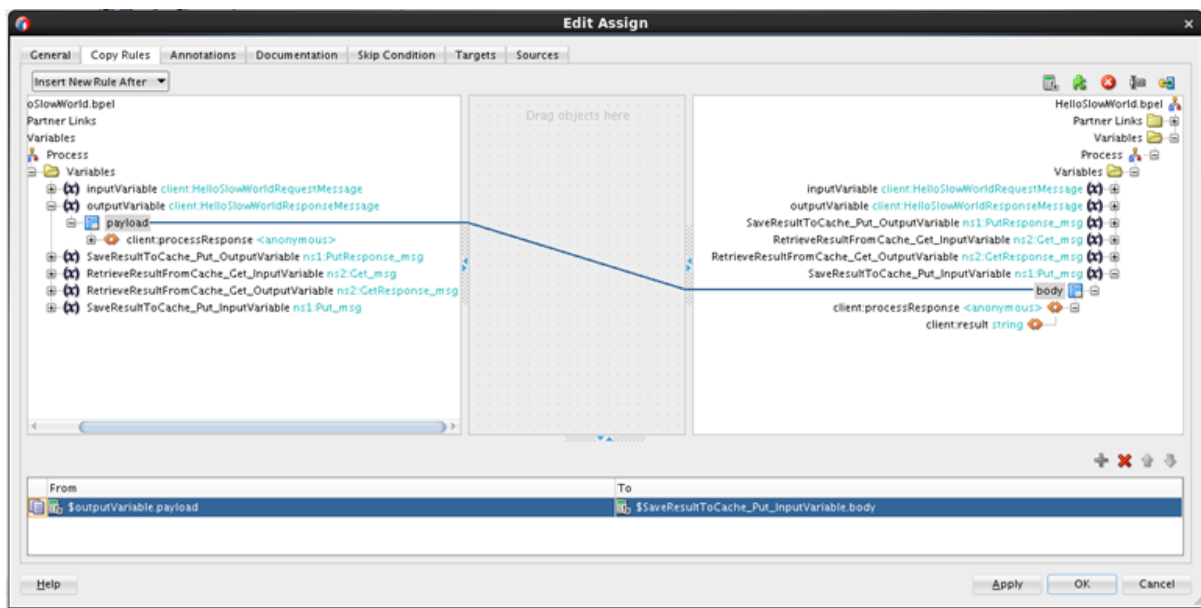 Edit Assign
General Copy Rules Annotations Documentation Skip Condition Targets Sources
Insert New Rule After
oSlowWorld.bpel
Partner Links
Variables
Process
Variables
inputVariable client:HelloSlowWorldRequestMessage
outputVariable client:HelloSlowWorldResponseMessage
payload
client:processResponse <anonymous>
SaveResultToCache_Put_OutputVariable ns1:PutResponse_msg
RetrieveResultFromCache_Get_InputVariable ns2:Get_msg
RetrieveResultFromCache_Get_OutputVariable ns2:GetResponse_msg
SaveResultToCache_Put_InputVariable ns1:Put_msg
Drag objects here
HelloSlowWorld.bpel
Partner Links
Variables
Process
Variables
inputVariable client:HelloSlowWorldRequestMessage
outputVariable client:HelloSlowWorldResponseMessage
SaveResultToCache_Put_OutputVariable ns1:PutResponse_msg
RetrieveResultFromCache_Get_InputVariable ns2:Get_msg
RetrieveResultFromCache_Get_OutputVariable ns2:GetResponse_msg
SaveResultToCache_Put_InputVariable ns1:Put_msg
body
client:processResponse <anonymous>
client:result string
From To
$outputVariable.payload $SaveResultToCache_Put_InputVariable.body
Help Apply OK Cancel